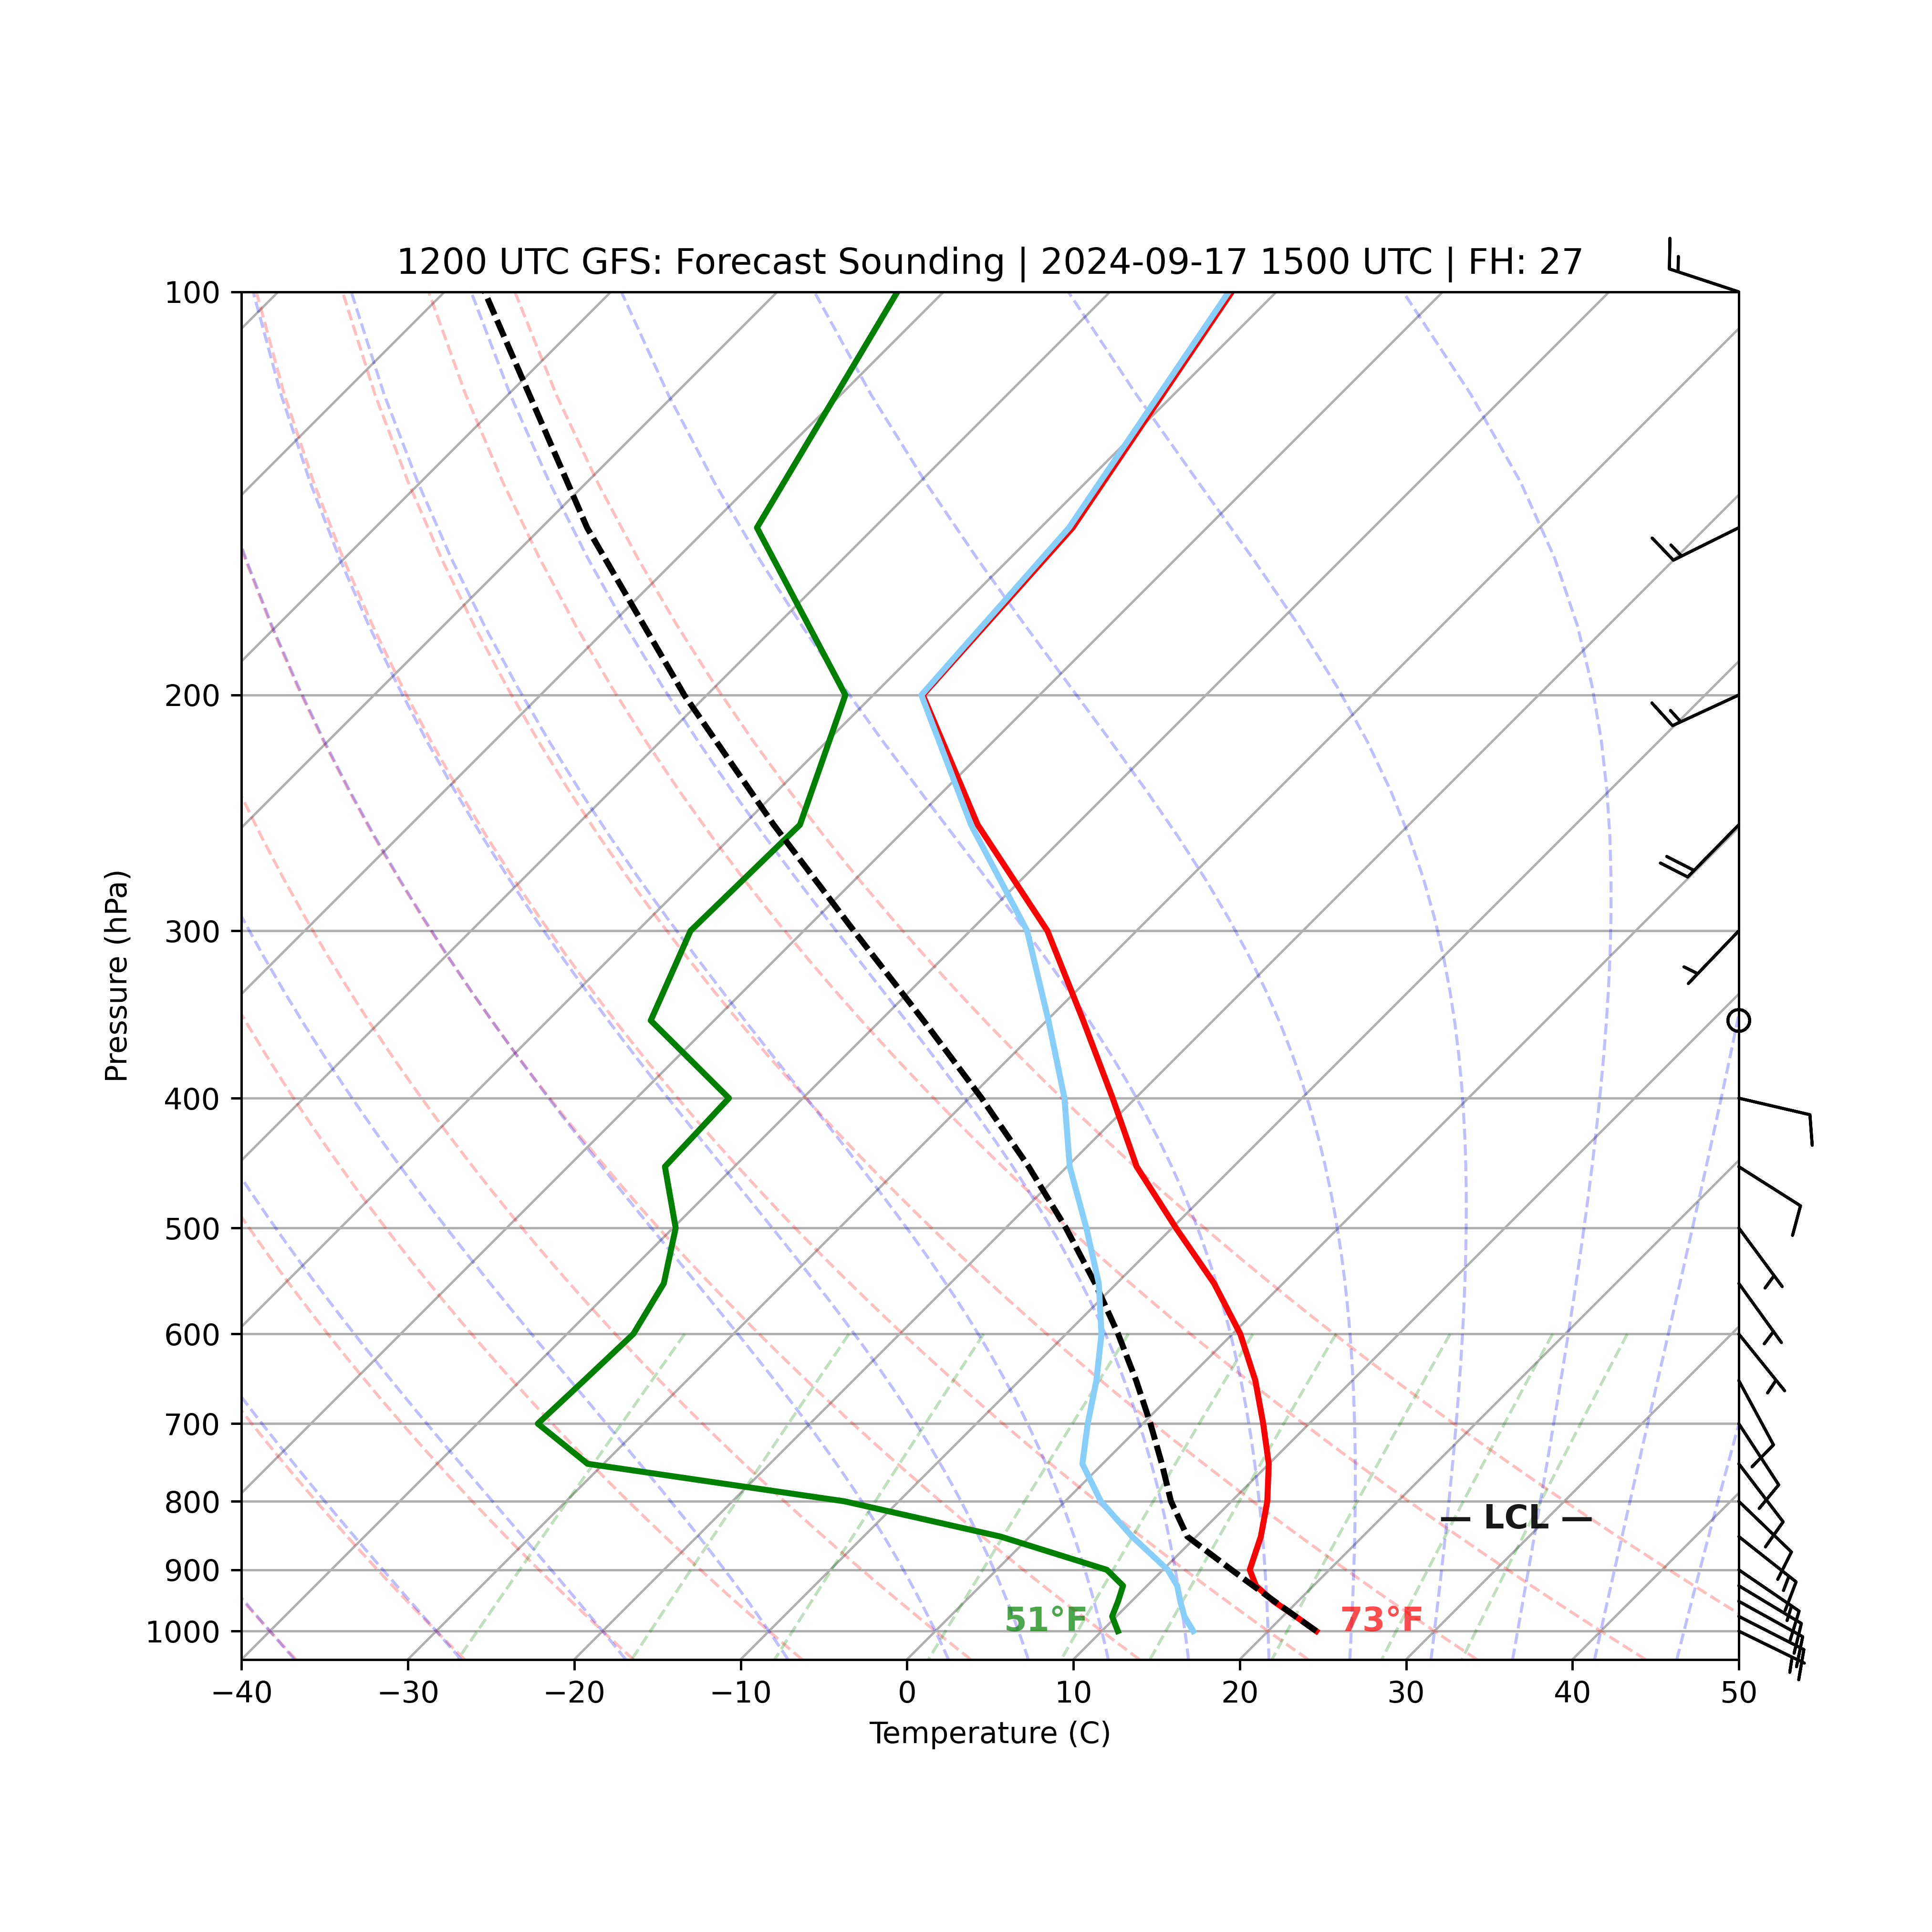 1200 UTC GFS: Forecast Sounding | 2024-09-17 1500 UTC | FH: 27
100
200
300
400
500
600
700
800
900
1000
Pressure (hPa)
— LCL —
51°F
73°F
−40 −30 −20 −10 0 10 20 30 40 50
Temperature (C)